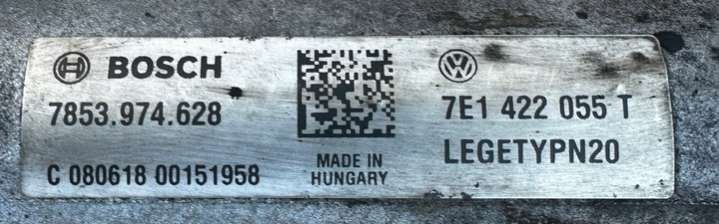 BOSCH
7853.974.628
C 080618 00151958
MADE IN
HUNGARY
7E1 422 055 T
LEGETYPN20